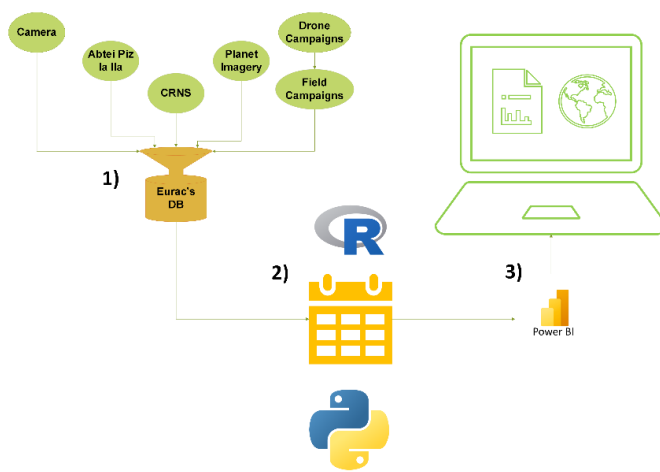 Camera
Abtei Piz
la Ila
CRNS
Planet
Imagery
Drone
Campaigns
Field
Campaigns
1)
Eurac's
DB
R
2)
3)
Power BI